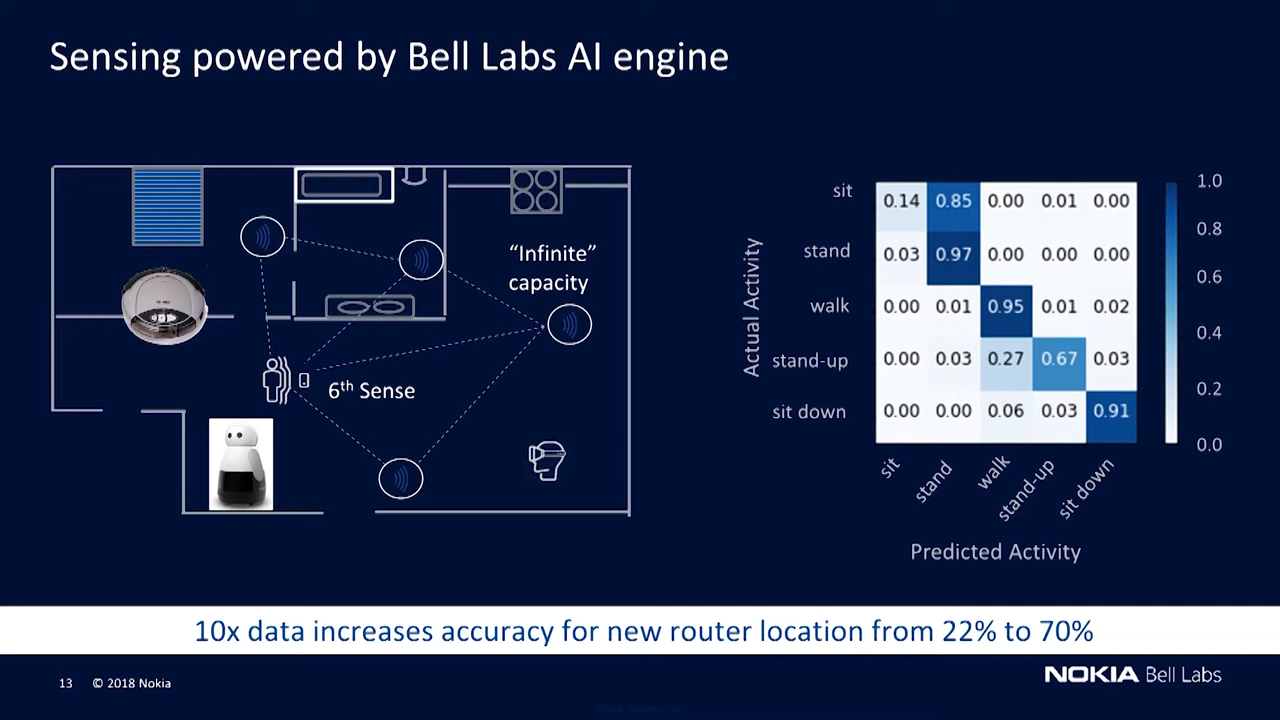 Sensing powered by Bell Labs AI engine
“Infinite”
capacity
6th Sense
Actual Activity
sit 0.14 0.85 0.00 0.01 0.00
stand 0.03 0.97 0.00 0.00 0.00
walk 0.00 0.01 0.95 0.01 0.02
stand-up 0.00 0.03 0.27 0.67 0.03
sit down 0.00 0.00 0.06 0.03 0.91
sit stand walk stand-up sit down
Predicted Activity
1.0
0.8
0.6
0.4
0.2
0.0
10x data increases accuracy for new router location from 22% to 70%
13 © 2018 Nokia
NOKIA Bell Labs